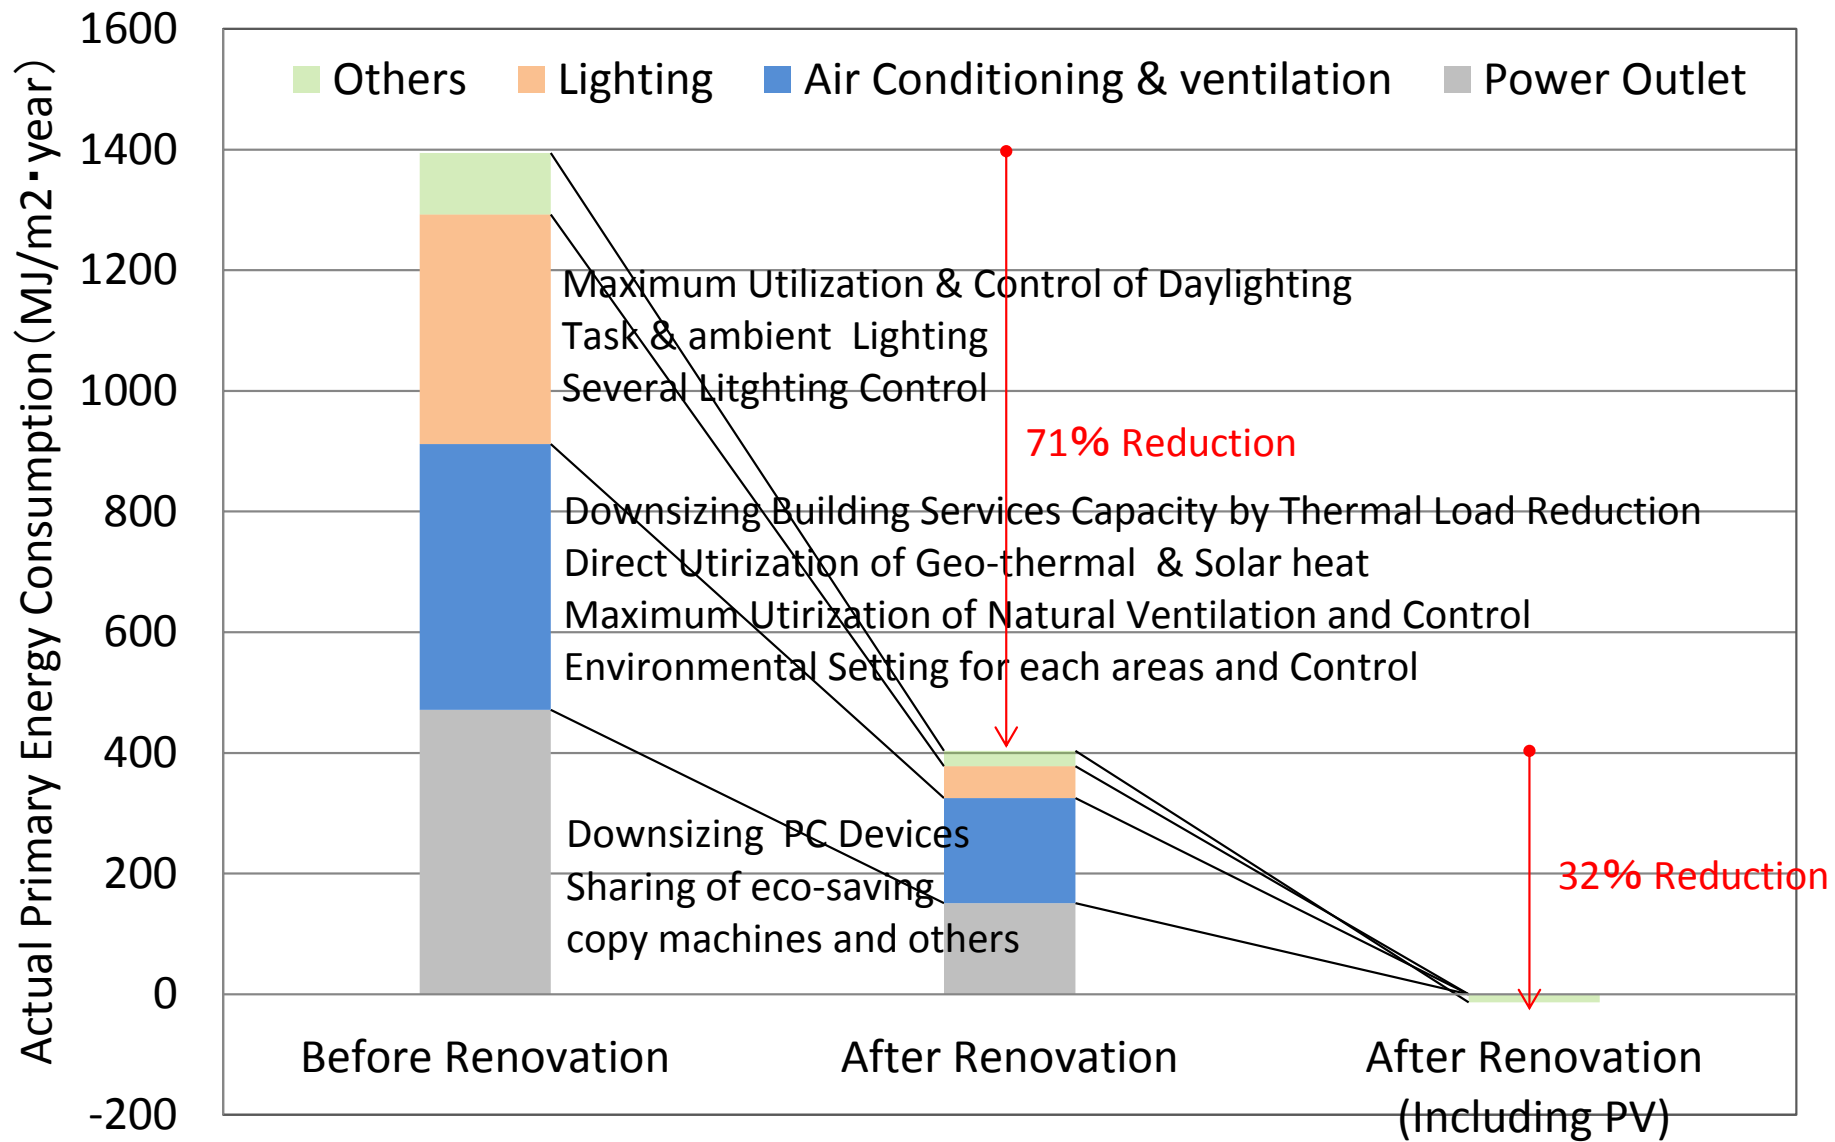 Actual Primary Energy Consumption（MJ/m2･year）
1600
1400
1200
1000
800
600
400
200
0
-200
Others
Lighting
Air Conditioning & ventilation
Power Outlet
Maximum Utilization & Control of Daylighting
Task & ambient  Lighting
Several Litghting Control
71% Reduction
Downsizing Building Services Capacity by Thermal Load Reduction
Direct Utirization of Geo-thermal  & Solar heat
Maximum Utirization of Natural Ventilation and Control
Environmental Setting for each areas and Control
Downsizing  PC Devices
Sharing of eco-saving
copy machines and others
32% Reduction
Before Renovation
After Renovation
After Renovation
(Including PV)